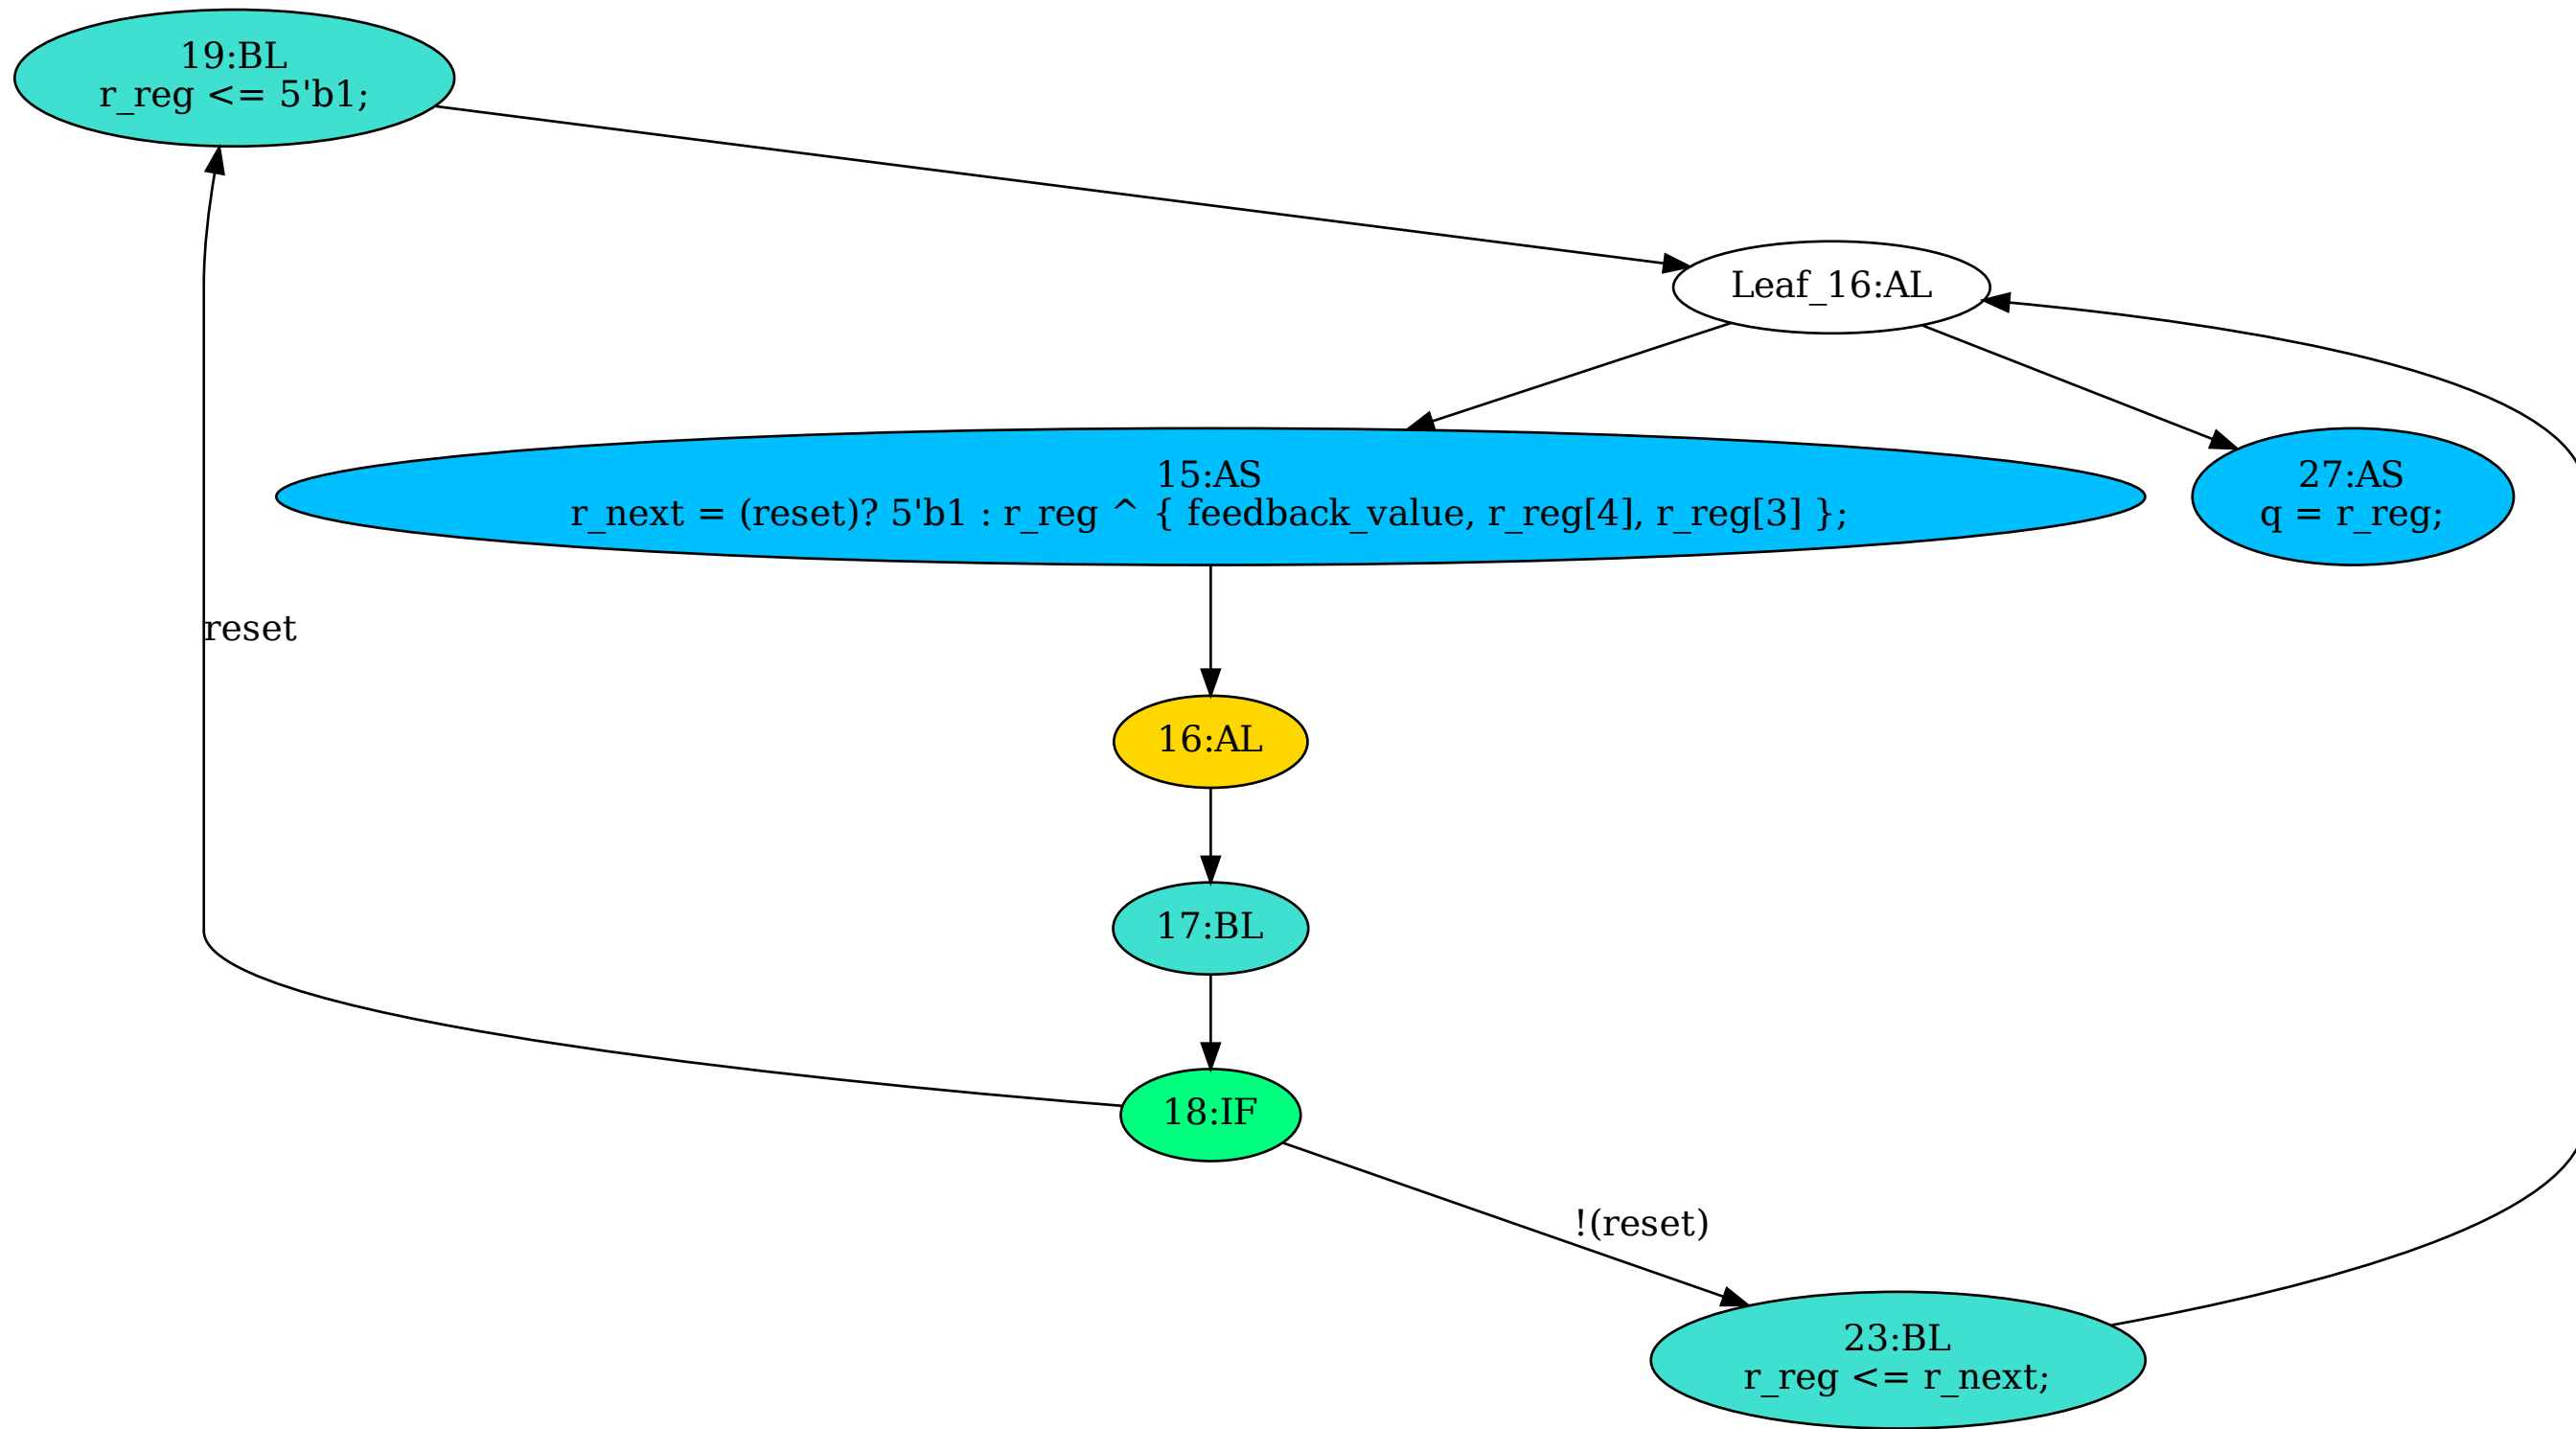 19:BL
r_reg <= 5'b1;
Leaf_16:AL
15:AS
r_next = (reset)? 5'b1 : r_reg ^ { feedback_value, r_reg[4], r_reg[3] };
27:AS
q = r_reg;
reset
16:AL
17:BL
18:IF
!(reset)
23:BL
r_reg <= r_next;